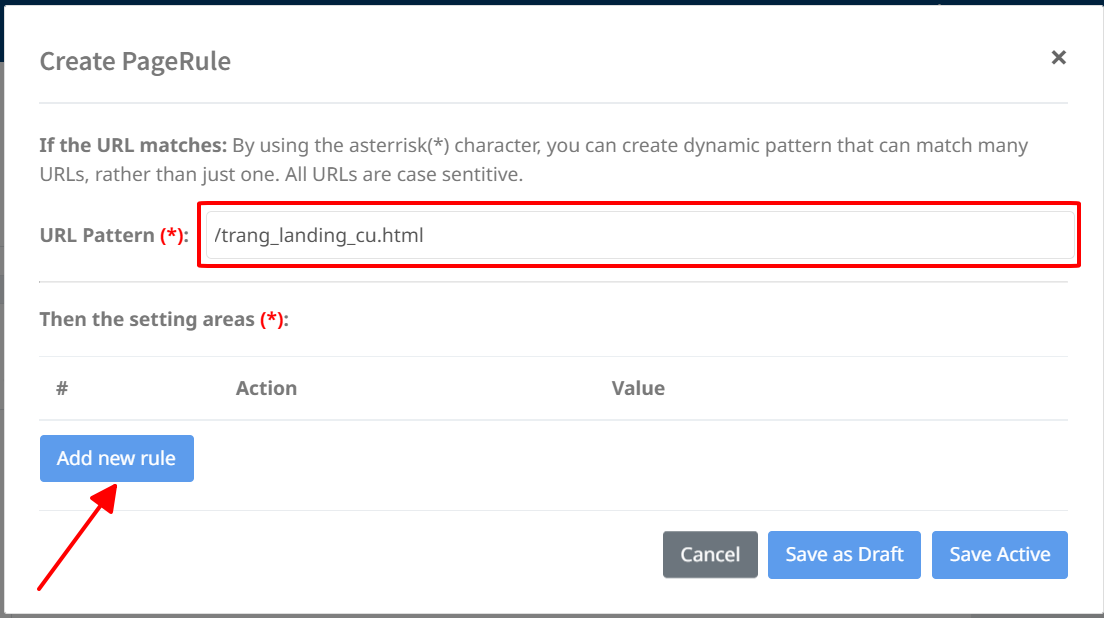 Create PageRule ×
If the URL matches: By using the asterrisk(*) character, you can create dynamic pattern that can match many
URLs, rather than just one. All URLs are case sentitive.
URL Pattern (*): /trang_landing_cu.html
Then the setting areas (*):
# Action Value
Add new rule
Cancel Save as Draft Save Active